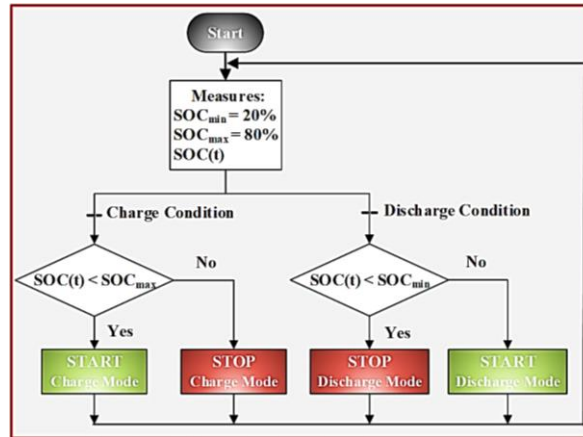 Start
Measures:
SOCmin = 20%
SOCmax = 80%
SOC(t)
Charge Condition
Discharge Condition
SOC(t) < SOCmax
No
SOC(t) < SOCmin
No
Yes
Yes
START
Charge Mode
STOP
Charge Mode
STOP
Discharge Mode
START
Discharge Mode